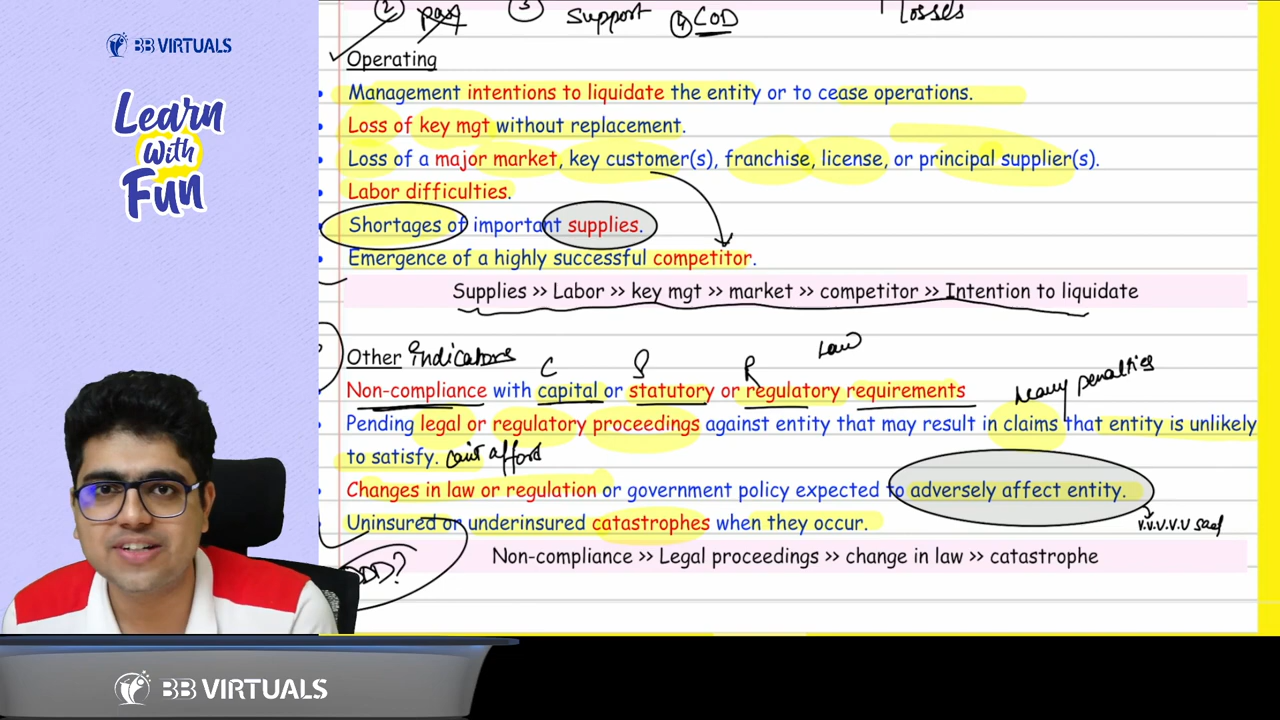 ② past ③ Support ④ COD losses
BB VIRTUALS
Learn
With
Fun
Operating
• Management intentions to liquidate the entity or to cease operations.
• Loss of key mgt without replacement.
• Loss of a major market, key customer(s), franchise, license, or principal supplier(s).
• Labor difficulties.
• Shortages of important supplies.
• Emergence of a highly successful competitor.
Supplies >> Labor >> key mgt >> market >> competitor >> Intention to liquidate
Other Indicators
C S R Law
Non-compliance with capital or statutory or regulatory requirements
heavy penalties
• Pending legal or regulatory proceedings against entity that may result in claims that entity is unlikely
to satisfy. can't afford
• Changes in law or regulation or government policy expected to adversely affect entity.
• Uninsured or underinsured catastrophes when they occur.
v.v.v.v.v sad
Non-compliance >> Legal proceedings >> change in law >> catastrophe
BB VIRTUALS